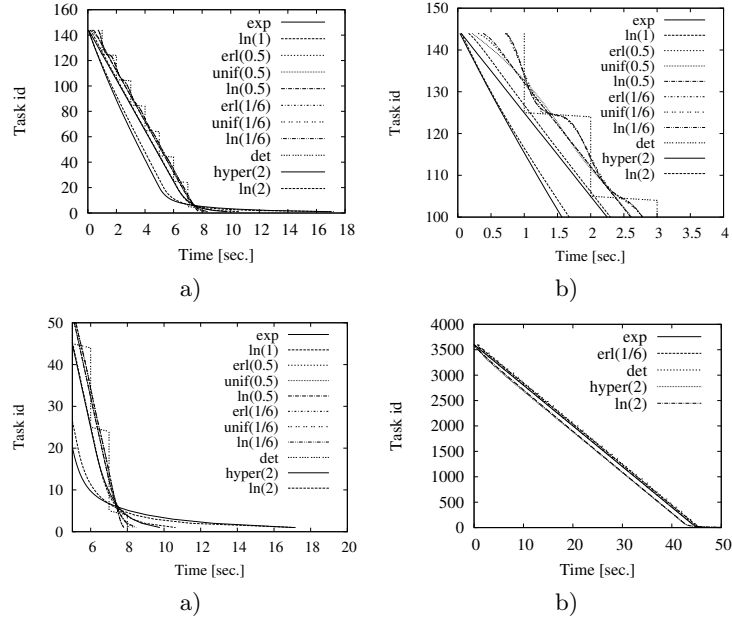 160
140
120
100
80
60
40
20
0
Task id
0 2 4 6 8 10 12 14 16 18
Time [sec.]
exp
ln(1)
erl(0.5)
unif(0.5)
ln(0.5)
erl(1/6)
unif(1/6)
ln(1/6)
det
hyper(2)
ln(2)
a)
150
140
130
120
110
100
Task id
0 0.5 1 1.5 2 2.5 3 3.5 4
Time [sec.]
exp
ln(1)
erl(0.5)
unif(0.5)
ln(0.5)
erl(1/6)
unif(1/6)
ln(1/6)
det
hyper(2)
ln(2)
b)
50
40
30
20
10
0
Task id
6 8 10 12 14 16 18 20
Time [sec.]
exp
ln(1)
erl(0.5)
unif(0.5)
ln(0.5)
erl(1/6)
unif(1/6)
ln(1/6)
det
hyper(2)
ln(2)
a)
4000
3500
3000
2500
2000
1500
1000
500
0
Task id
0 10 20 30 40 50
Time [sec.]
exp
erl(1/6)
det
hyper(2)
ln(2)
b)